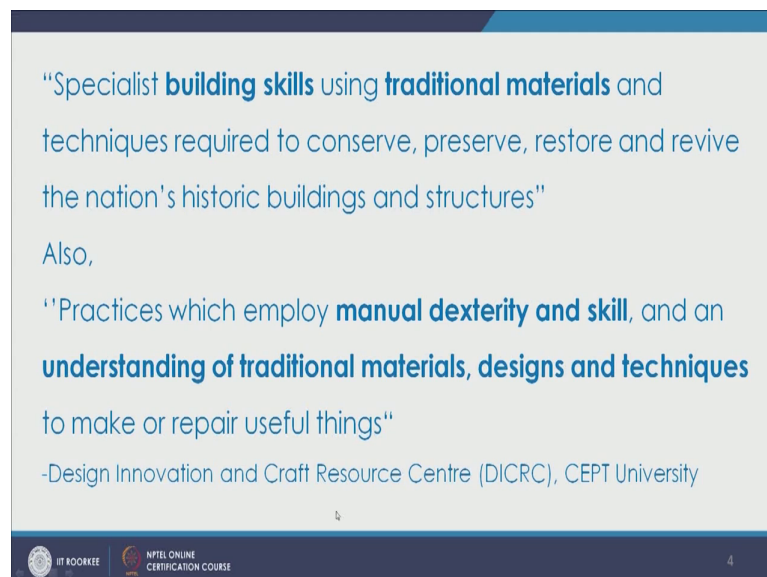 “Specialist building skills using traditional materials and
techniques required to conserve, preserve, restore and revive
the nation’s historic buildings and structures”
Also,
‘’Practices which employ manual dexterity and skill, and an
understanding of traditional materials, designs and techniques
to make or repair useful things“
-Design Innovation and Craft Resource Centre (DICRC), CEPT University
IIT ROORKEE
NPTEL ONLINE
CERTIFICATION COURSE
4